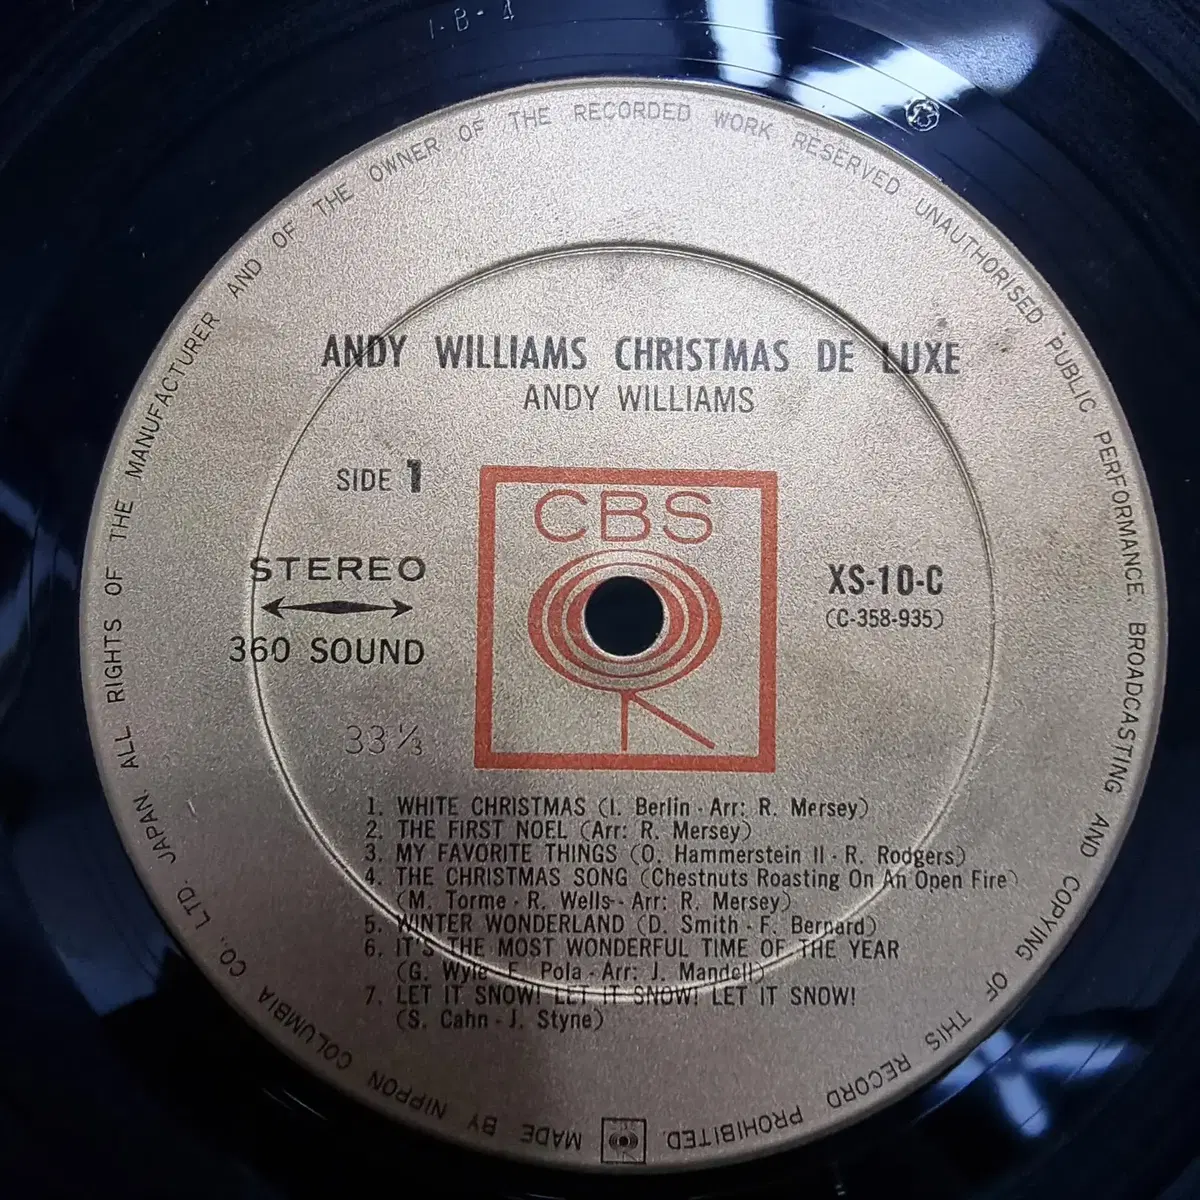 1-B-1
ALL RIGHTS OF THE MANUFACTURER AND OF THE OWNER OF THE RECORDED WORK RESERVED UNAUTHORISED PUBLIC PERFORMANCE, BROADCASTING AND COPYING OF THIS RECORD PROHIBITED.
MADE BY NIPPON COLUMBIA CO., LTD. JAPAN
ANDY WILLIAMS CHRISTMAS DE LUXE
ANDY WILLIAMS
SIDE 1
CBS
STEREO
360 SOUND
XS-10-C
(C-358-935)
33 1/3
1. WHITE CHRISTMAS (I. Berlin - Arr: R. Mersey)
2. THE FIRST NOEL (Arr: R. Mersey)
3. MY FAVORITE THINGS (O. Hammerstein II - R. Rodgers)
4. THE CHRISTMAS SONG (Chestnuts Roasting On An Open Fire)
(M. Torme - R. Wells - Arr: R. Mersey)
5. WINTER WONDERLAND (D. Smith - F. Bernard)
6. IT'S THE MOST WONDERFUL TIME OF THE YEAR
(G. Wyle - E. Pola - Arr: J. Mandell)
7. LET IT SNOW! LET IT SNOW! LET IT SNOW!
(S. Cahn - J. Styne)